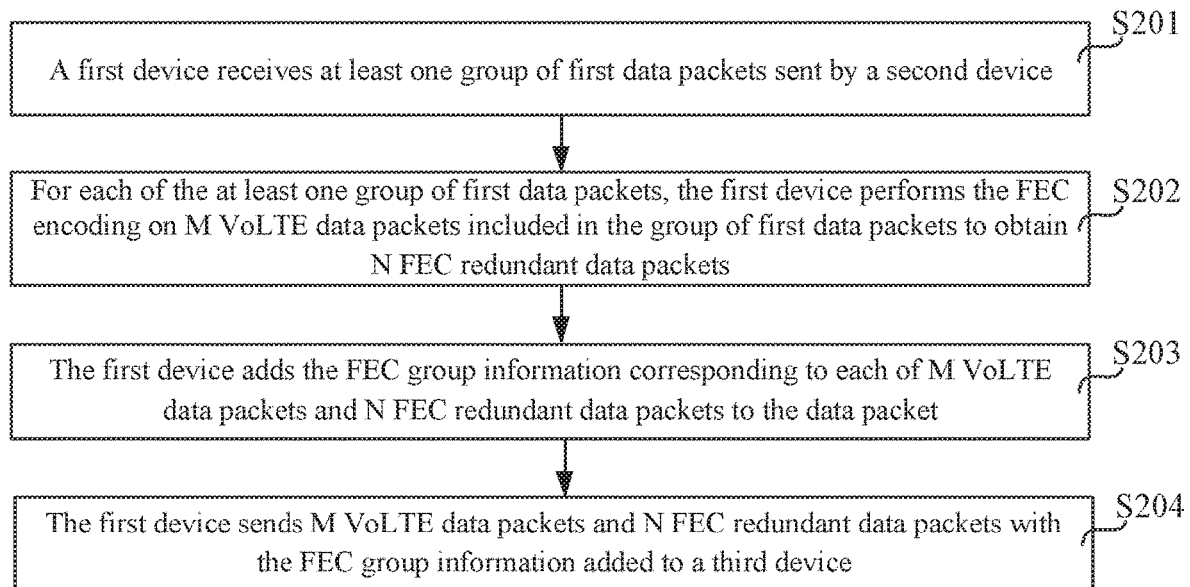 S201
A first device receives at least one group of first data packets sent by a second device
S202
For each of the at least one group of first data packets, the first device performs the FEC
encoding on M VoLTE data packets included in the group of first data packets to obtain
N FEC redundant data packets
S203
The first device adds the FEC group information corresponding to each of M VoLTE
data packets and N FEC redundant data packets to the data packet
S204
The first device sends M VoLTE data packets and N FEC redundant data packets with
the FEC group information added to a third device